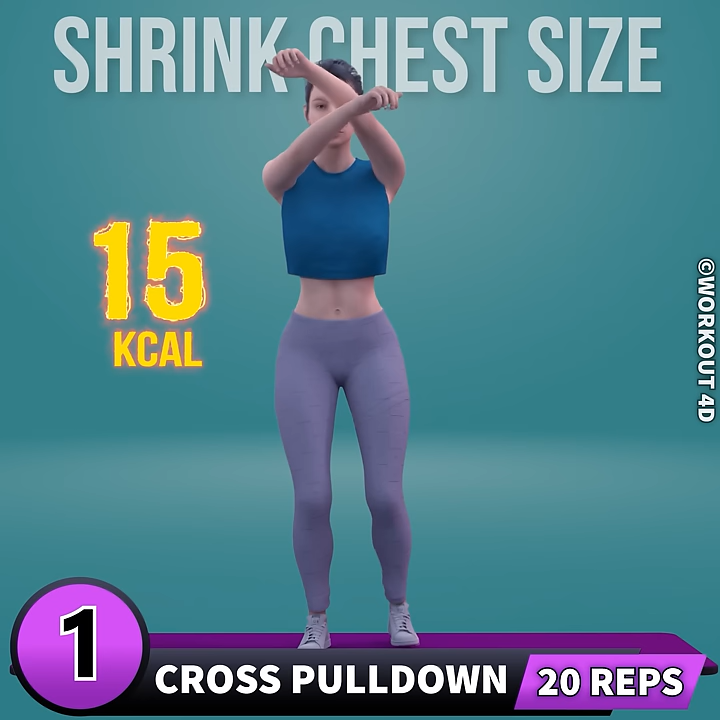 SHRINK CHEST SIZE
15
KCAL
©WORKOUT 4D
1
CROSS PULLDOWN
20 REPS